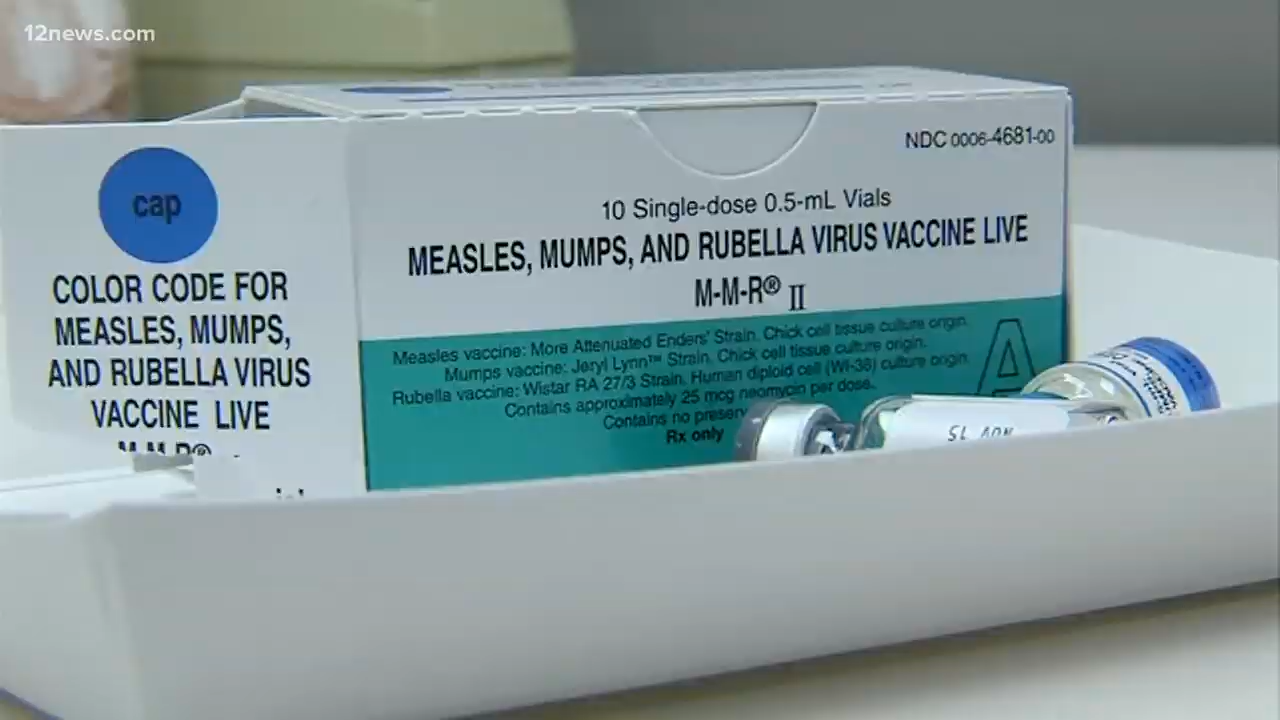 12news.com
cap
COLOR CODE FOR
MEASLES, MUMPS,
AND RUBELLA VIRUS
VACCINE LIVE
M-M-R®
NDC 0006-4681-00
10 Single-dose 0.5-mL Vials
MEASLES, MUMPS, AND RUBELLA VIRUS VACCINE LIVE
M-M-R® II
Measles vaccine: More Attenuated Enders' Strain. Chick cell tissue culture origin.
Mumps vaccine: Jeryl Lynn™ Strain. Chick cell tissue culture origin.
Rubella vaccine: Wistar RA 27/3 Strain. Human diploid cell (WI-38) culture origin.
Contains approximately 25 mcg neomycin per dose.
Contains no preserv
Rx only
A